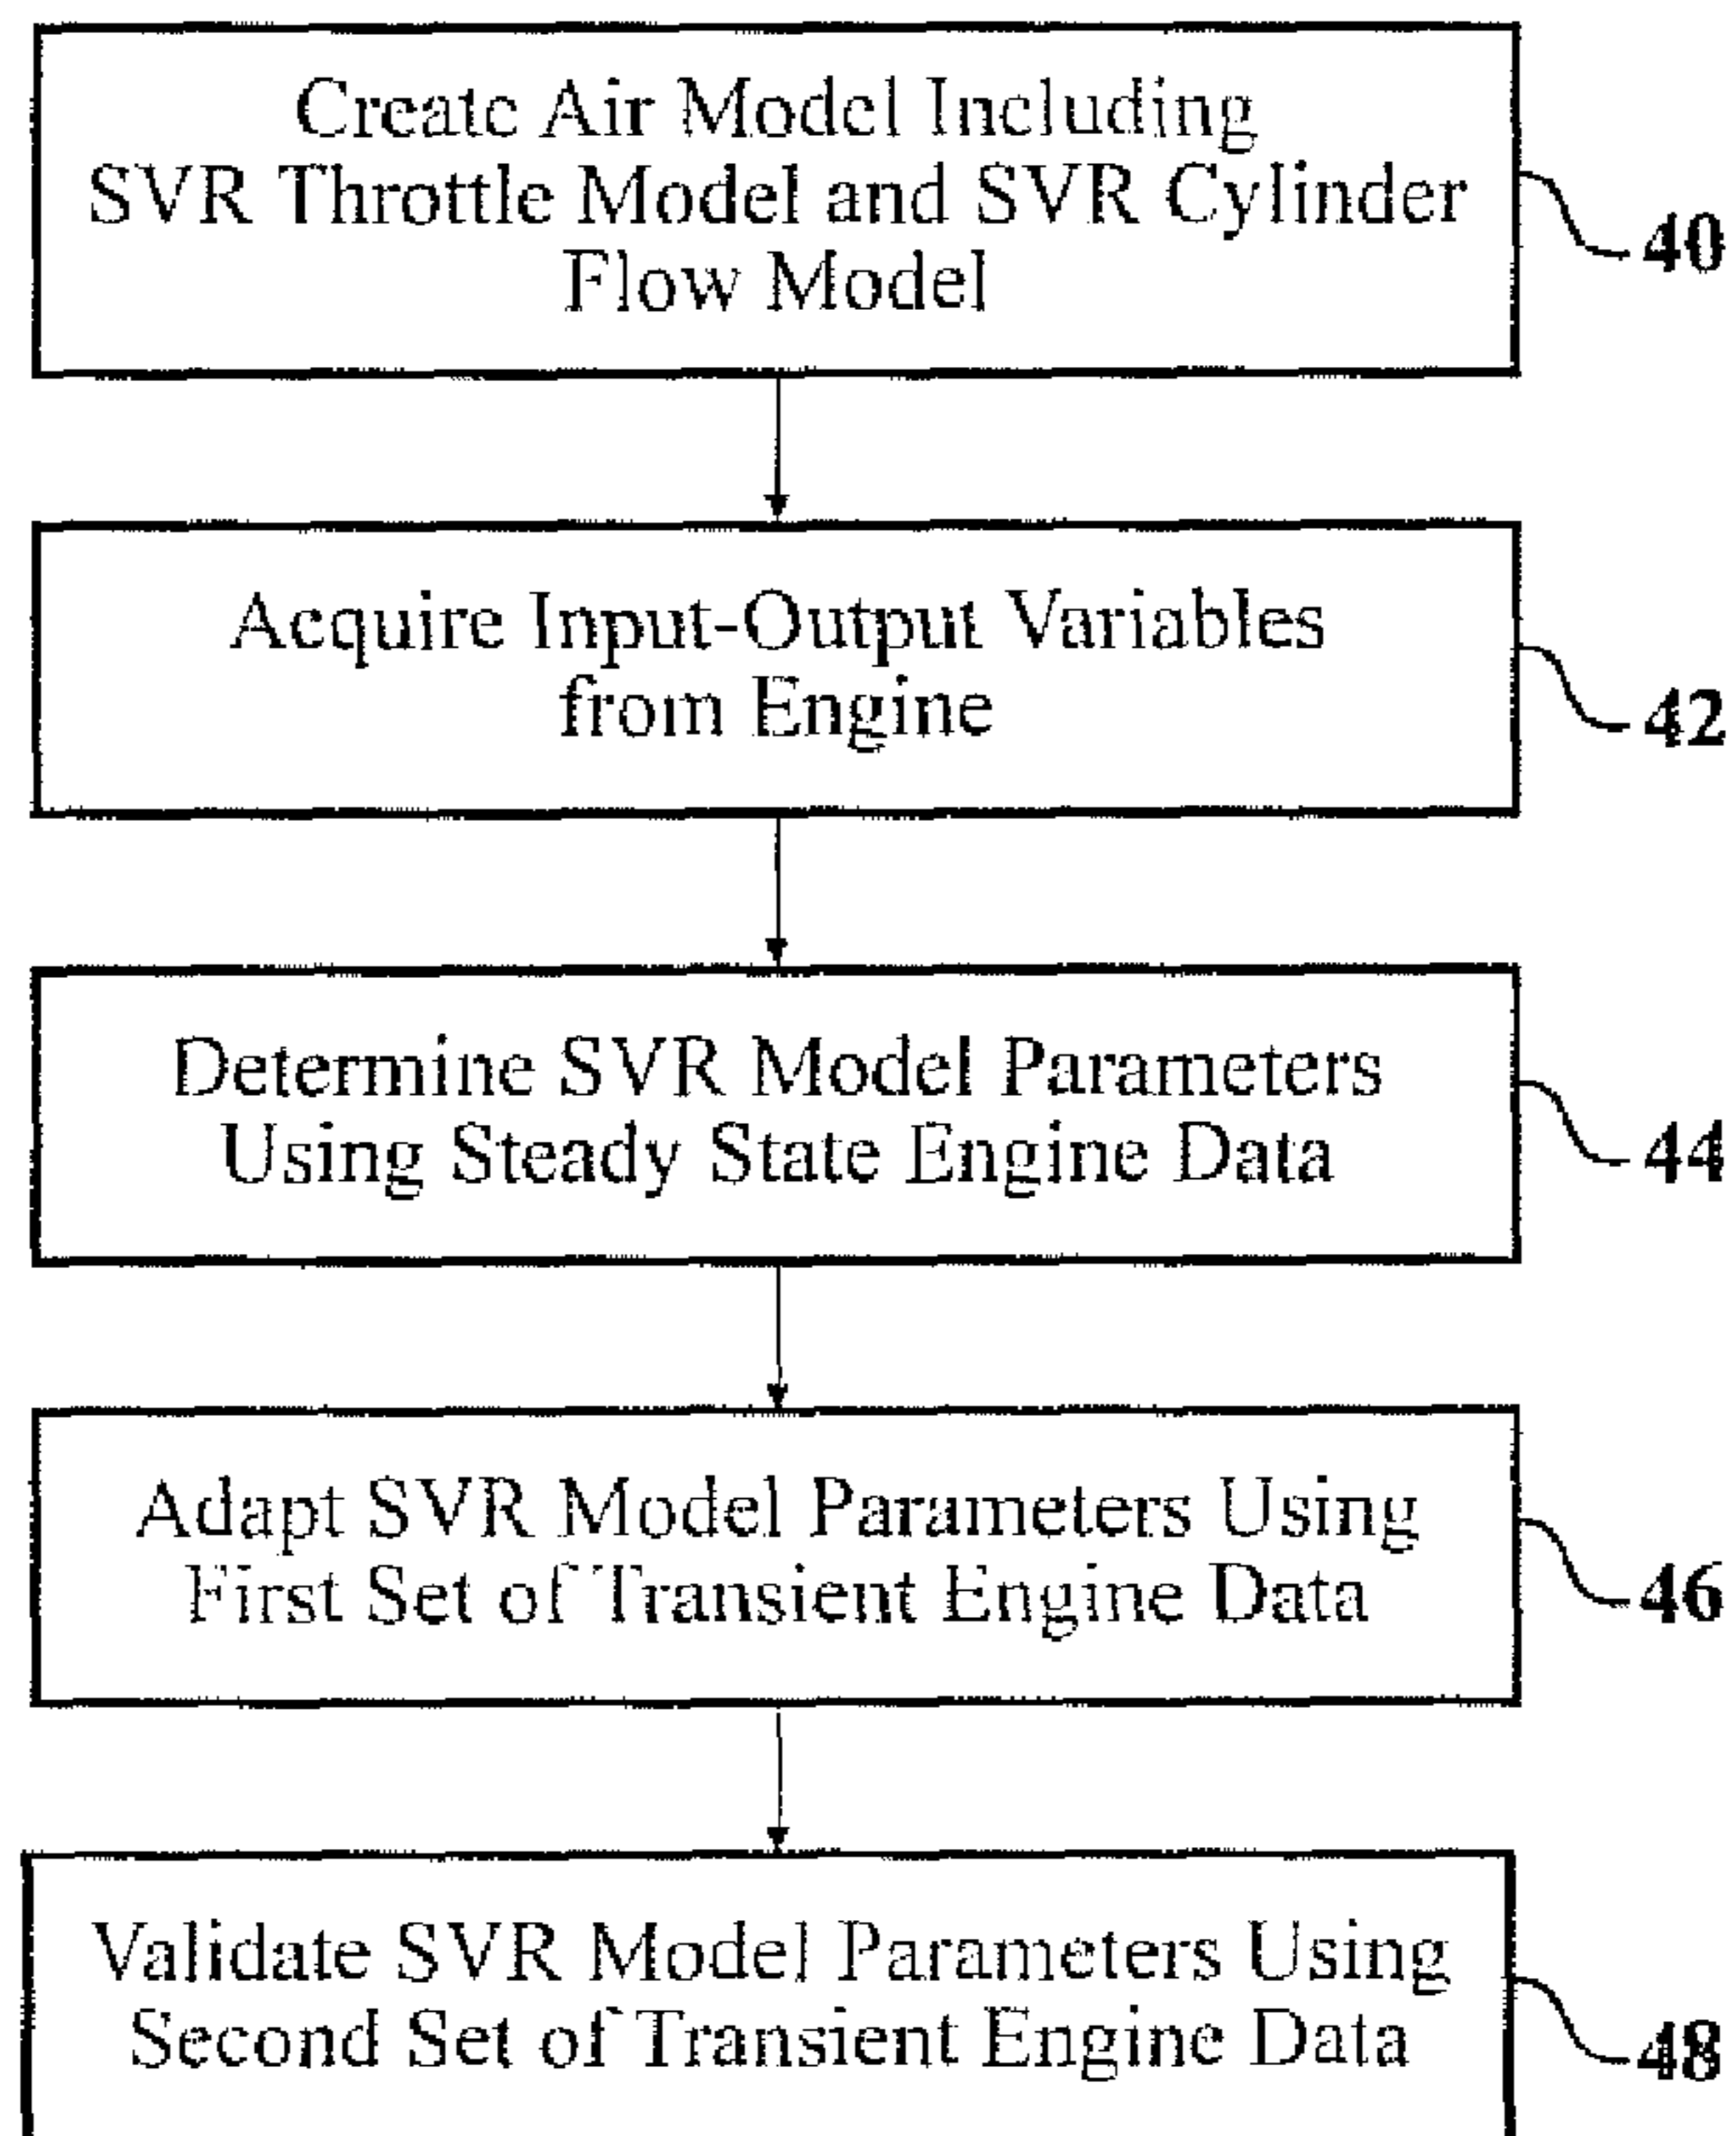 Create Air Model Including
SVR Throttle Model and SVR Cylinder
Flow Model
40
Acquire Input-Output Variables
from Engine
42
Determine SVR Model Parameters
Using Steady State Engine Data
44
Adapt SVR Model Parameters Using
First Set of Transient Engine Data
46
Validate SVR Model Parameters Using
Second Set of Transient Engine Data
48